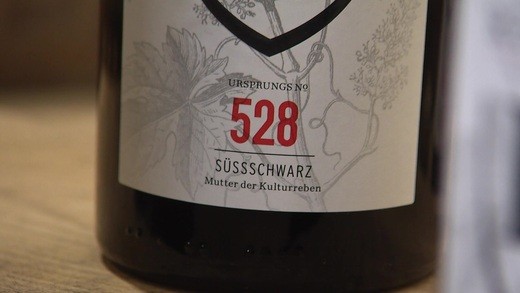 URSPRUNGS NO
528
SÜSSSCHWARZ
Mutter der Kulturreben